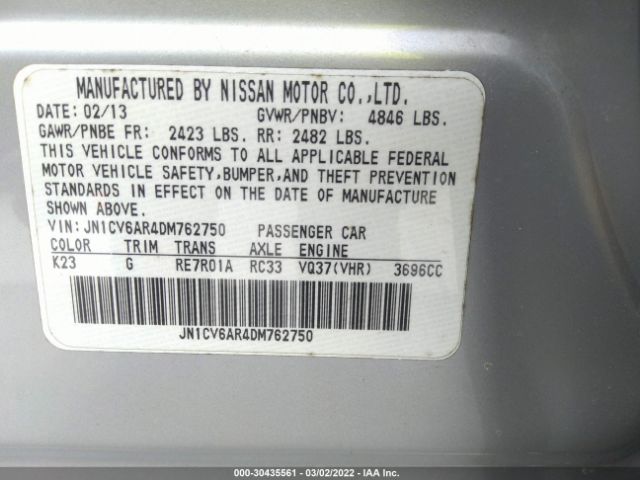 MANUFACTURED BY NISSAN MOTOR CO.,LTD.
DATE: 02/13 GVWR/PNBV: 4846 LBS.
GAWR/PNBE FR: 2423 LBS. RR: 2482 LBS.
THIS VEHICLE CONFORMS TO ALL APPLICABLE FEDERAL
MOTOR VEHICLE SAFETY,BUMPER,AND THEFT PREVENTION
STANDARDS IN EFFECT ON THE DATE OF MANUFACTURE
SHOWN ABOVE.
VIN:JN1CV6AR4DM762750 PASSENGER CAR
COLOR TRIM TRANS AXLE ENGINE
K23 G RE7R01A RC33 VQ37(VHR) 3696CC
JN1CV6AR4DM762750
000-30435561 - 03/02/2022 - IAAI.com